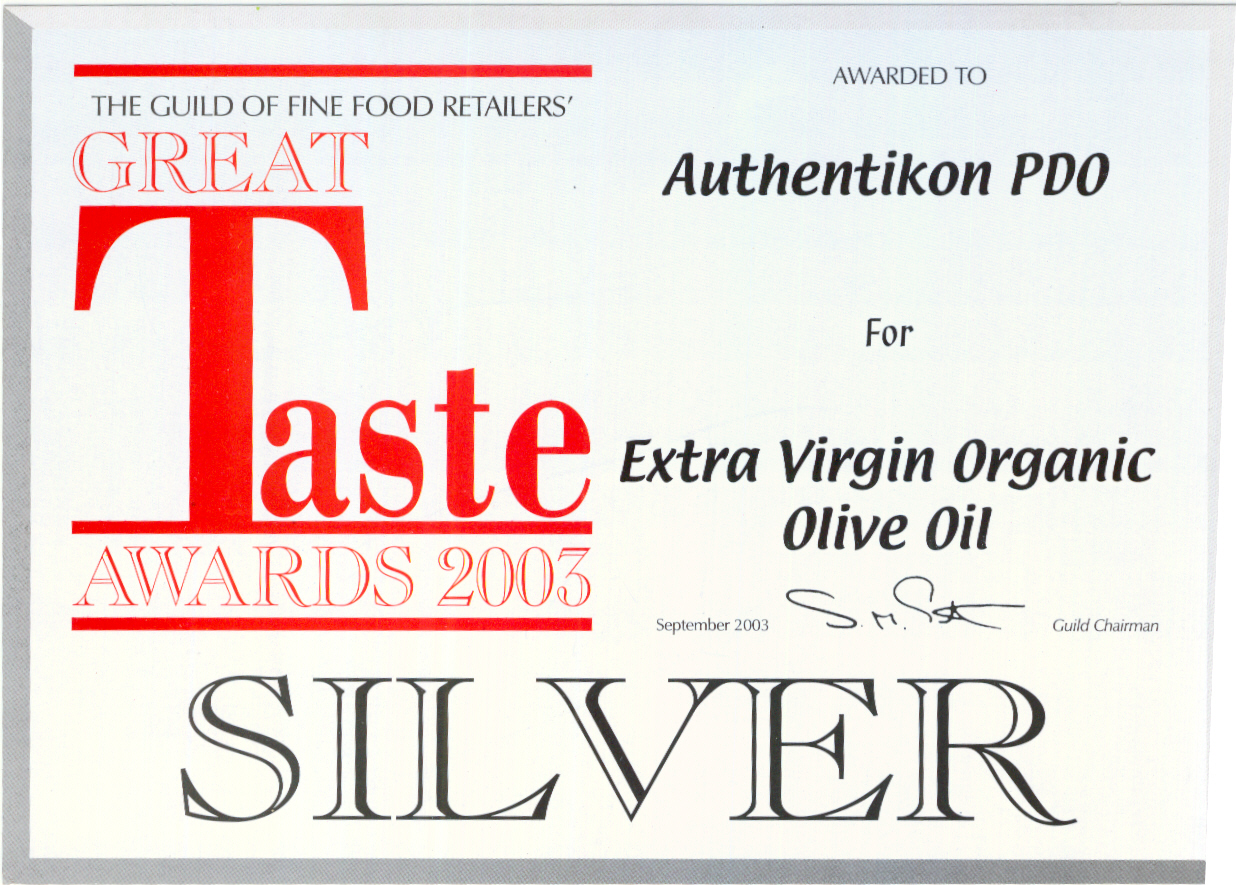 THE GUILD OF FINE FOOD RETAILERS'
GREAT
Taste
AWARDS 2003
AWARDED TO
Authentikon PDO
For
Extra Virgin Organic
Olive Oil
September 2003
Guild Chairman
SILVER